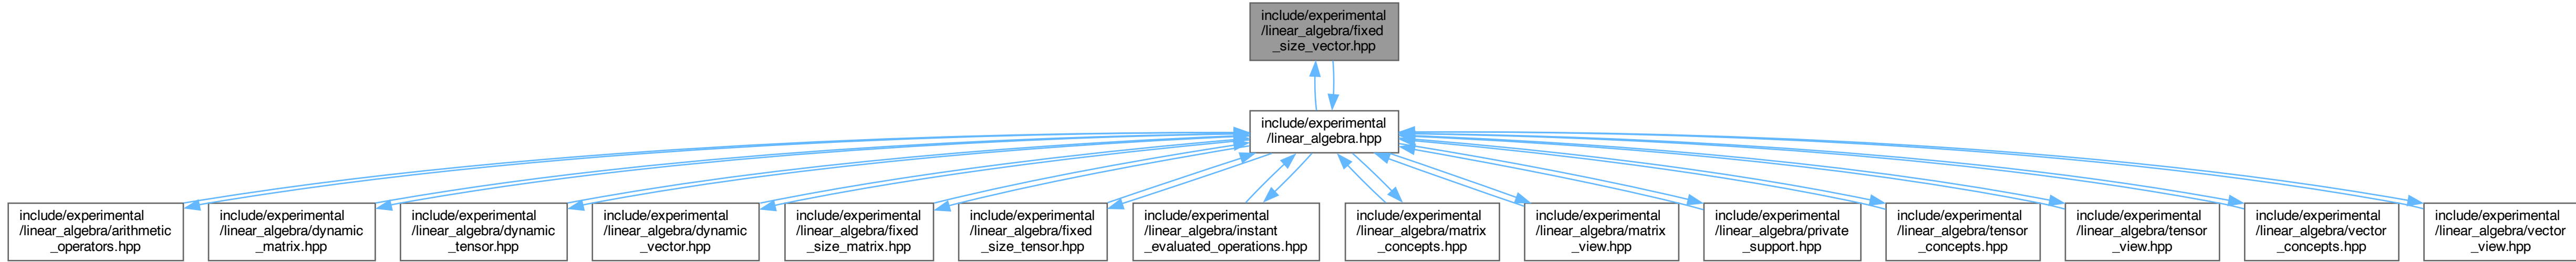 include/experimental
/linear_algebra/fixed
_size_vector.hpp
include/experimental
/linear_algebra.hpp
include/experimental
/linear_algebra/arithmetic
_operators.hpp
include/experimental
/linear_algebra/dynamic
_matrix.hpp
include/experimental
/linear_algebra/dynamic
_tensor.hpp
include/experimental
/linear_algebra/dynamic
_vector.hpp
include/experimental
/linear_algebra/fixed
_size_matrix.hpp
include/experimental
/linear_algebra/fixed
_size_tensor.hpp
include/experimental
/linear_algebra/instant
_evaluated_operations.hpp
include/experimental
/linear_algebra/matrix
_concepts.hpp
include/experimental
/linear_algebra/matrix
_view.hpp
include/experimental
/linear_algebra/private
_support.hpp
include/experimental
/linear_algebra/tensor
_concepts.hpp
include/experimental
/linear_algebra/tensor
_view.hpp
include/experimental
/linear_algebra/vector
_concepts.hpp
include/experimental
/linear_algebra/vector
_view.hpp